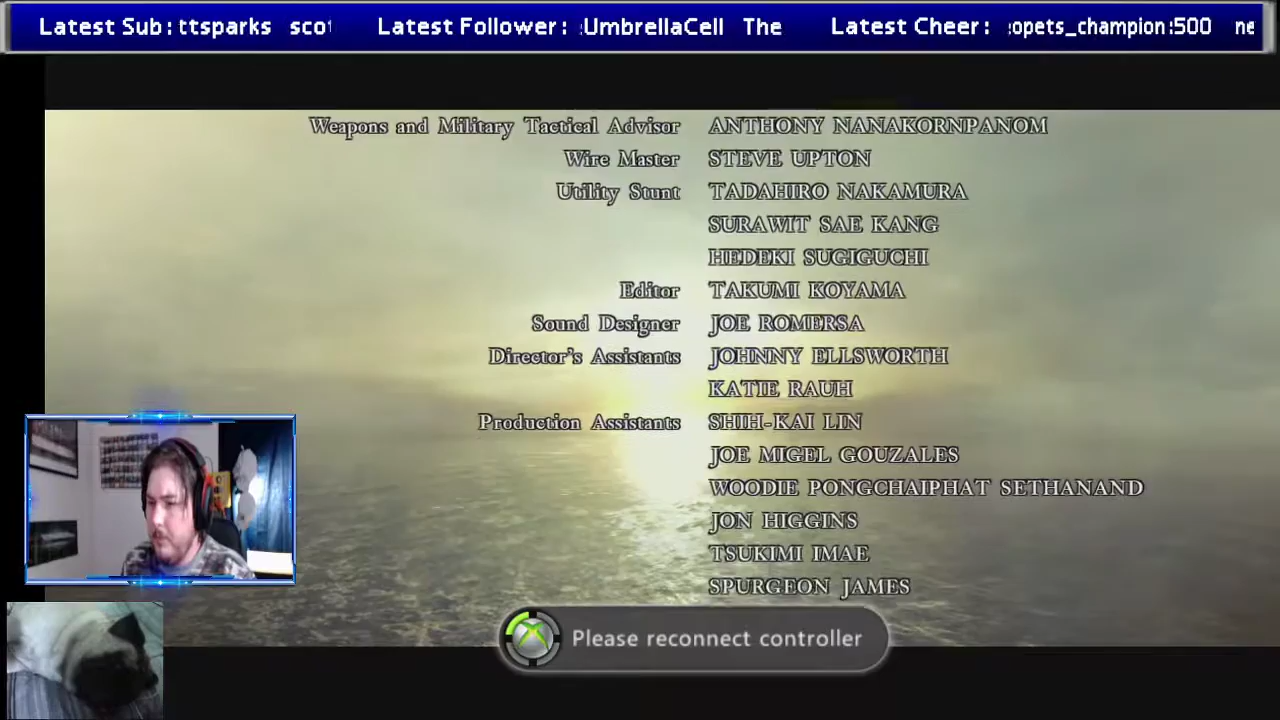 Latest Sub: ttsparks scot Latest Follower: :UmbrellaCell The Latest Cheer: opets_champion:500 ne
Weapons and Military Tactical Advisor ANTHONY NANAKORNPANOM
Wire Master STEVE UPTON
Utility Stunt TADAHIRO NAKAMURA
SURAWIT SAE KANG
HEDEKI SUGIGUCHI
Editor TAKUMI KOYAMA
Sound Designer JOE ROMERSA
Director's Assistants JOHNNY ELLSWORTH
KATIE RAUH
Production Assistants SHIH-KAI LIN
JOE MIGEL GOUZALES
WOODIE PONGCHAIPHAT SETHANAND
JON HIGGINS
TSUKIMI IMAE
SPURGEON JAMES
Please reconnect controller